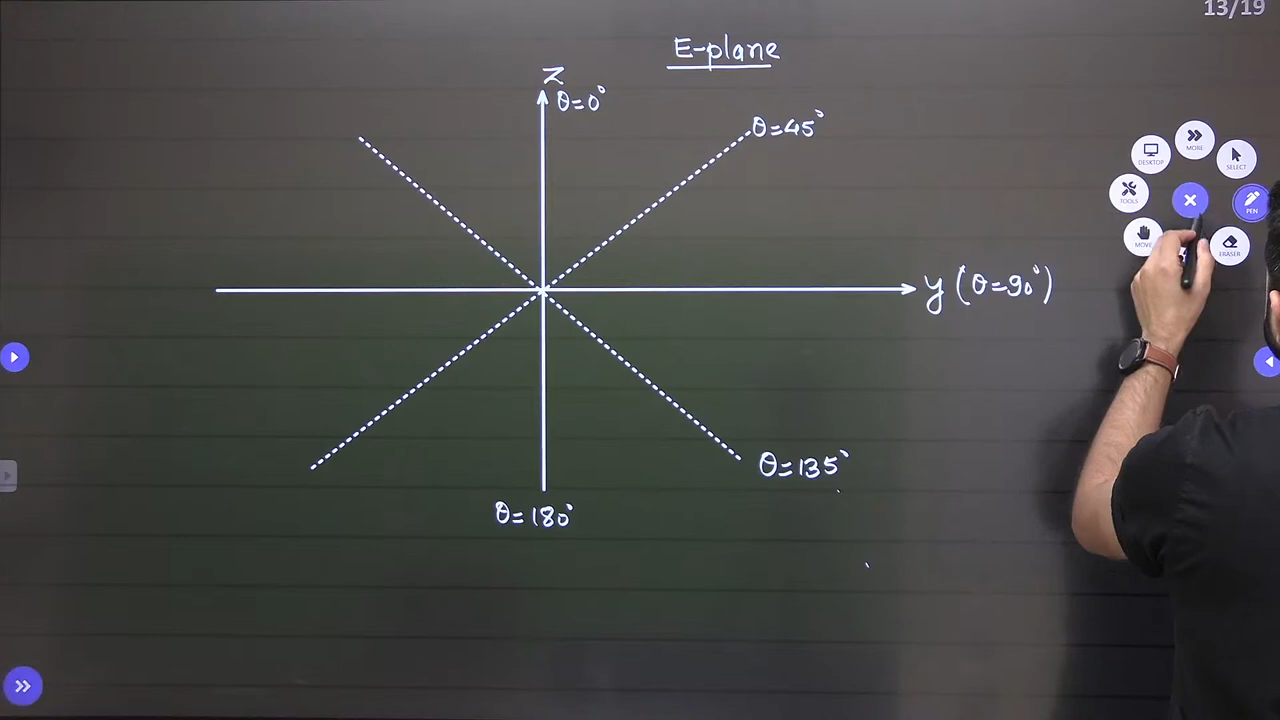 13/19
E-plane
z
θ=0°
θ=45°
MORE
DESKTOP
SELECT
TOOLS
PEN
MOVE
ERASER
y (θ=90°)
θ=135°
θ=180°